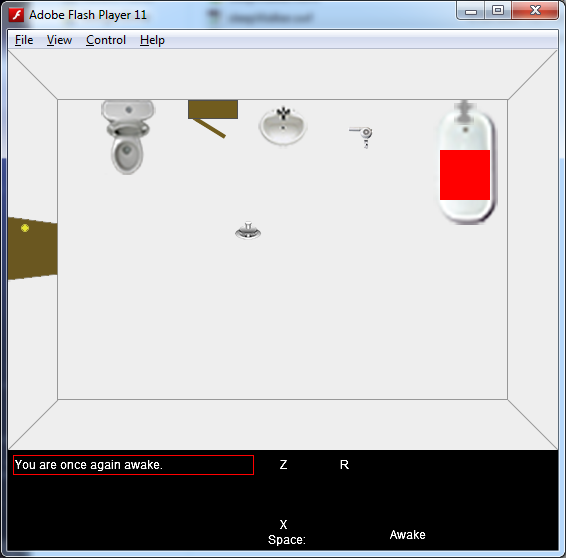 Adobe Flash Player 11
File View Control Help
You are once again awake.
Z
R
X
Space:
Awake